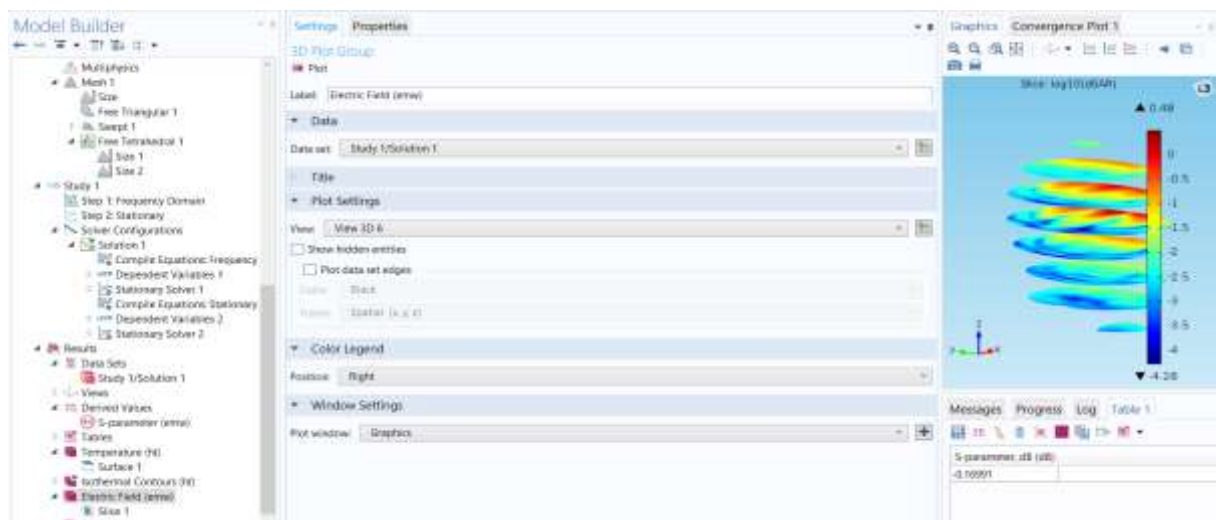 Model Builder
Multiphysics
Mesh 1
Size
Free Triangular 1
Swept 1
Free Tetrahedral 1
Size 1
Size 2
Study 1
Step 1: Frequency Domain
Step 2: Stationary
Solver Configurations
Solution 1
Compile Equations: Frequency
Dependent Variables 1
Stationary Solver 1
Compile Equations: Stationary
Dependent Variables 2
Stationary Solver 2
Results
Data Sets
Study 1/Solution 1
Views
Derived Values
S-parameter (emw)
Tables
Temperature (ht)
Surface 1
Isothermal Contours (ht)
Electric Field (emw)
Slice 1
Settings Properties
3D Plot Group
Plot
Label: Electric Field (emw)
Data
Data set: Study 1/Solution 1
Title
Plot Settings
View: View 3D 6
Show hidden entities
Plot data set edges
Color: Black
Frame: Spatial (x, y, z)
Color Legend
Position: Right
Window Settings
Plot window: Graphics
Graphics Convergence Plot 1
Slice: log10(
0.48
0
-0.5
-1
-1.5
-2
-2.5
-3
-3.5
-4
-4.28
z
y x
Messages Progress Log Table 1
S-parameter, dB (dB)
-0.16991